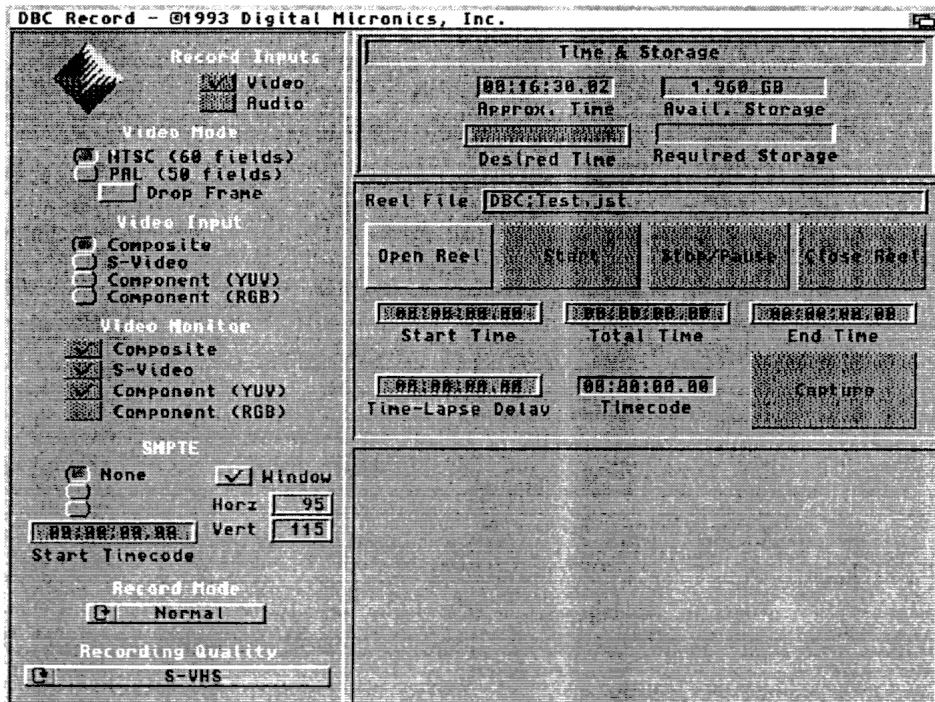 DBC Record - ©1993 Digital Micronics, Inc.
Record Inputs
Video
Audio
Video Mode
NTSC (60 fields)
PAL (50 fields)
Drop Frame
Video Input
Composite
S-Video
Component (YUV)
Component (RGB)
Video Monitor
Composite
S-Video
Component (YUV)
Component (RGB)
SMPTE
None
Window
Horz 95
Vert 115
00:00:00.00
Start Timecode
Record Mode
Normal
Recording Quality
S-VHS
Time & Storage
00:16:30.02
1.960 GB
Approx. Time
Avail. Storage
Desired Time
Required Storage
Reel File DBC:Test.jst
Open Reel
Start
Stop/Pause
Close Reel
00:00:00.00
00:00:00.00
00:00:00.00
Start Time
Total Time
End Time
00:00:00.00
00:00:00.00
Capture
Time-Lapse Delay
Timecode